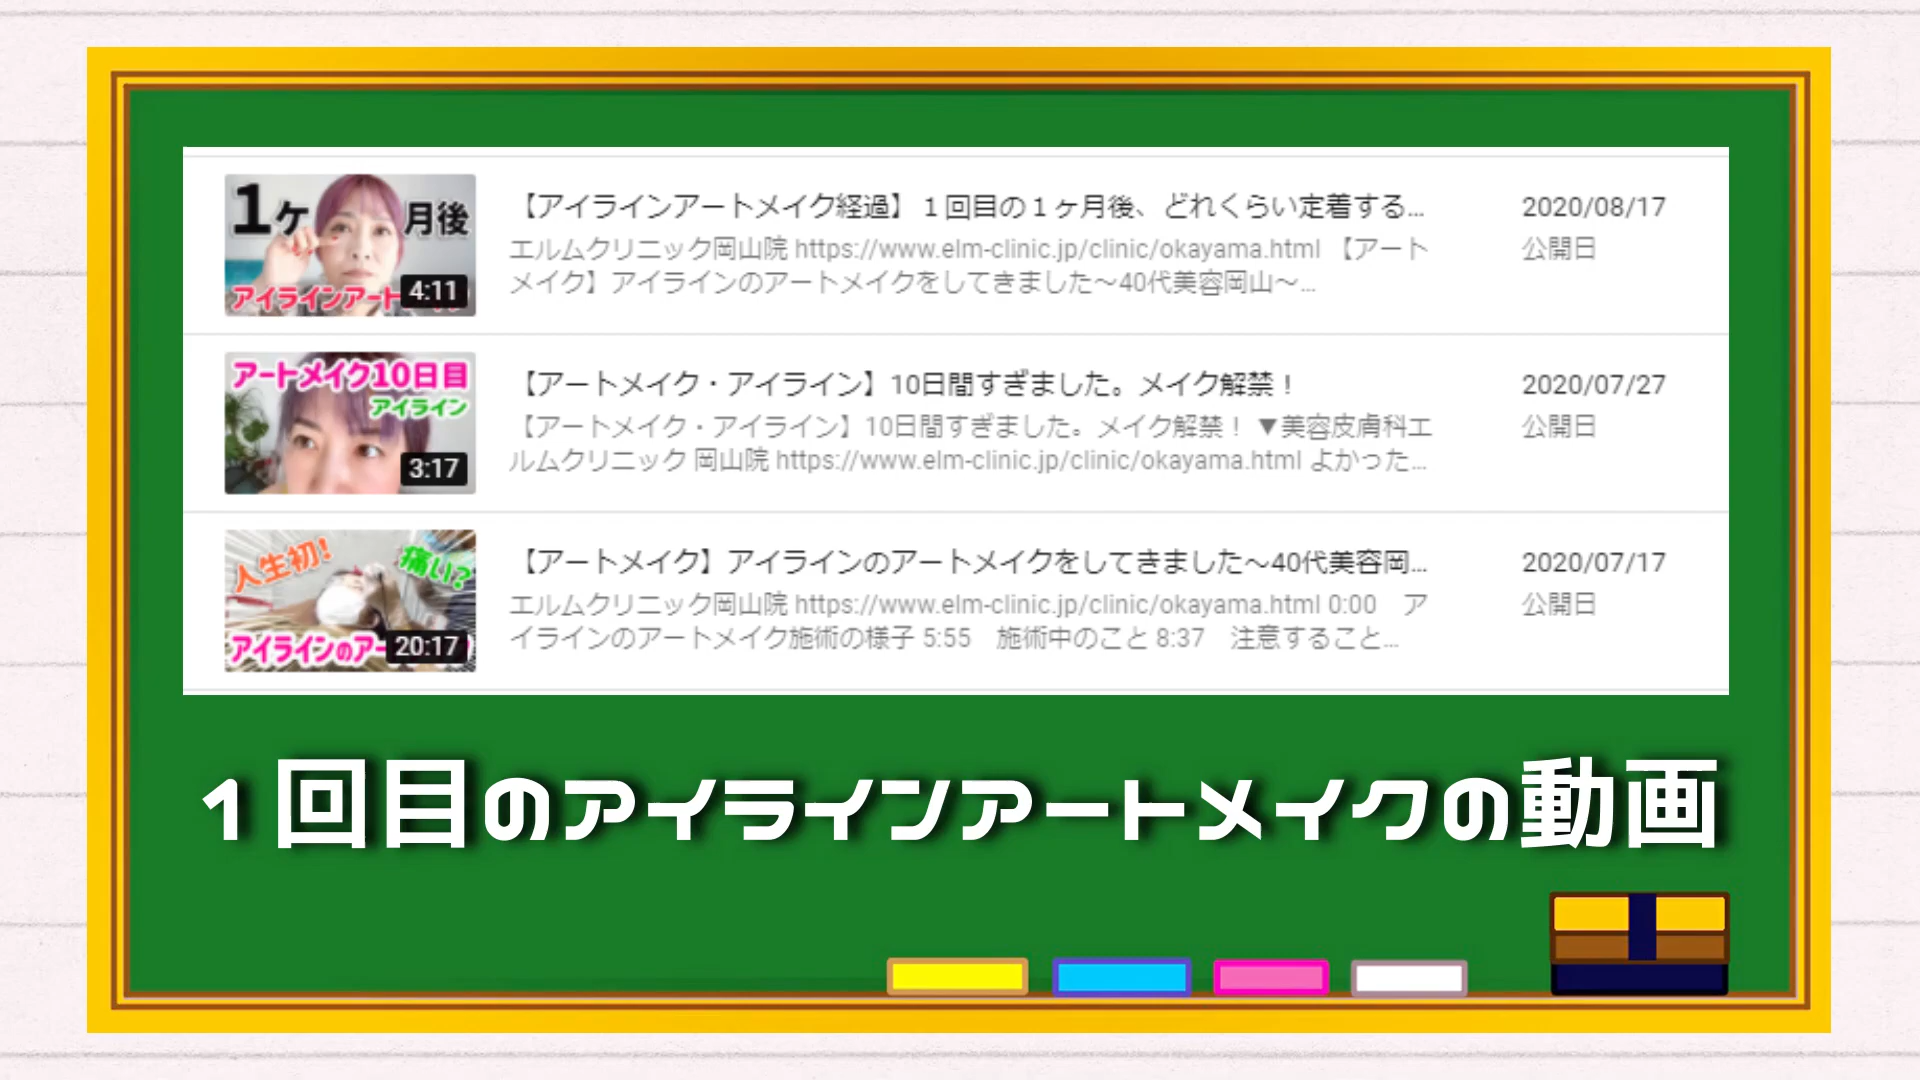 1ヶ月後
アイラインアート
4:11
【アイラインアートメイク経過】１回目の１ヶ月後、どれくらい定着する...
2020/08/17
エルムクリニック岡山院 https://www.elm-clinic.jp/clinic/okayama.html 【アート
公開日
メイク】アイラインのアートメイクをしてきました〜40代美容岡山〜...
アートメイク10日目
アイライン
3:17
【アートメイク・アイライン】10日間すぎました。メイク解禁！
2020/07/27
【アートメイク・アイライン】10日間すぎました。メイク解禁！ ▼美容皮膚科エ
公開日
ルムクリニック 岡山院 https://www.elm-clinic.jp/clinic/okayama.html よかった...
人生初!
痛い?
アイラインのアー
20:17
【アートメイク】アイラインのアートメイクをしてきました〜40代美容岡...
2020/07/17
エルムクリニック岡山院 https://www.elm-clinic.jp/clinic/okayama.html 0:00　ア
公開日
イラインのアートメイク施術の様子 5:55　施術中のこと 8:37　注意すること...
１回目のアイラインアートメイクの動画